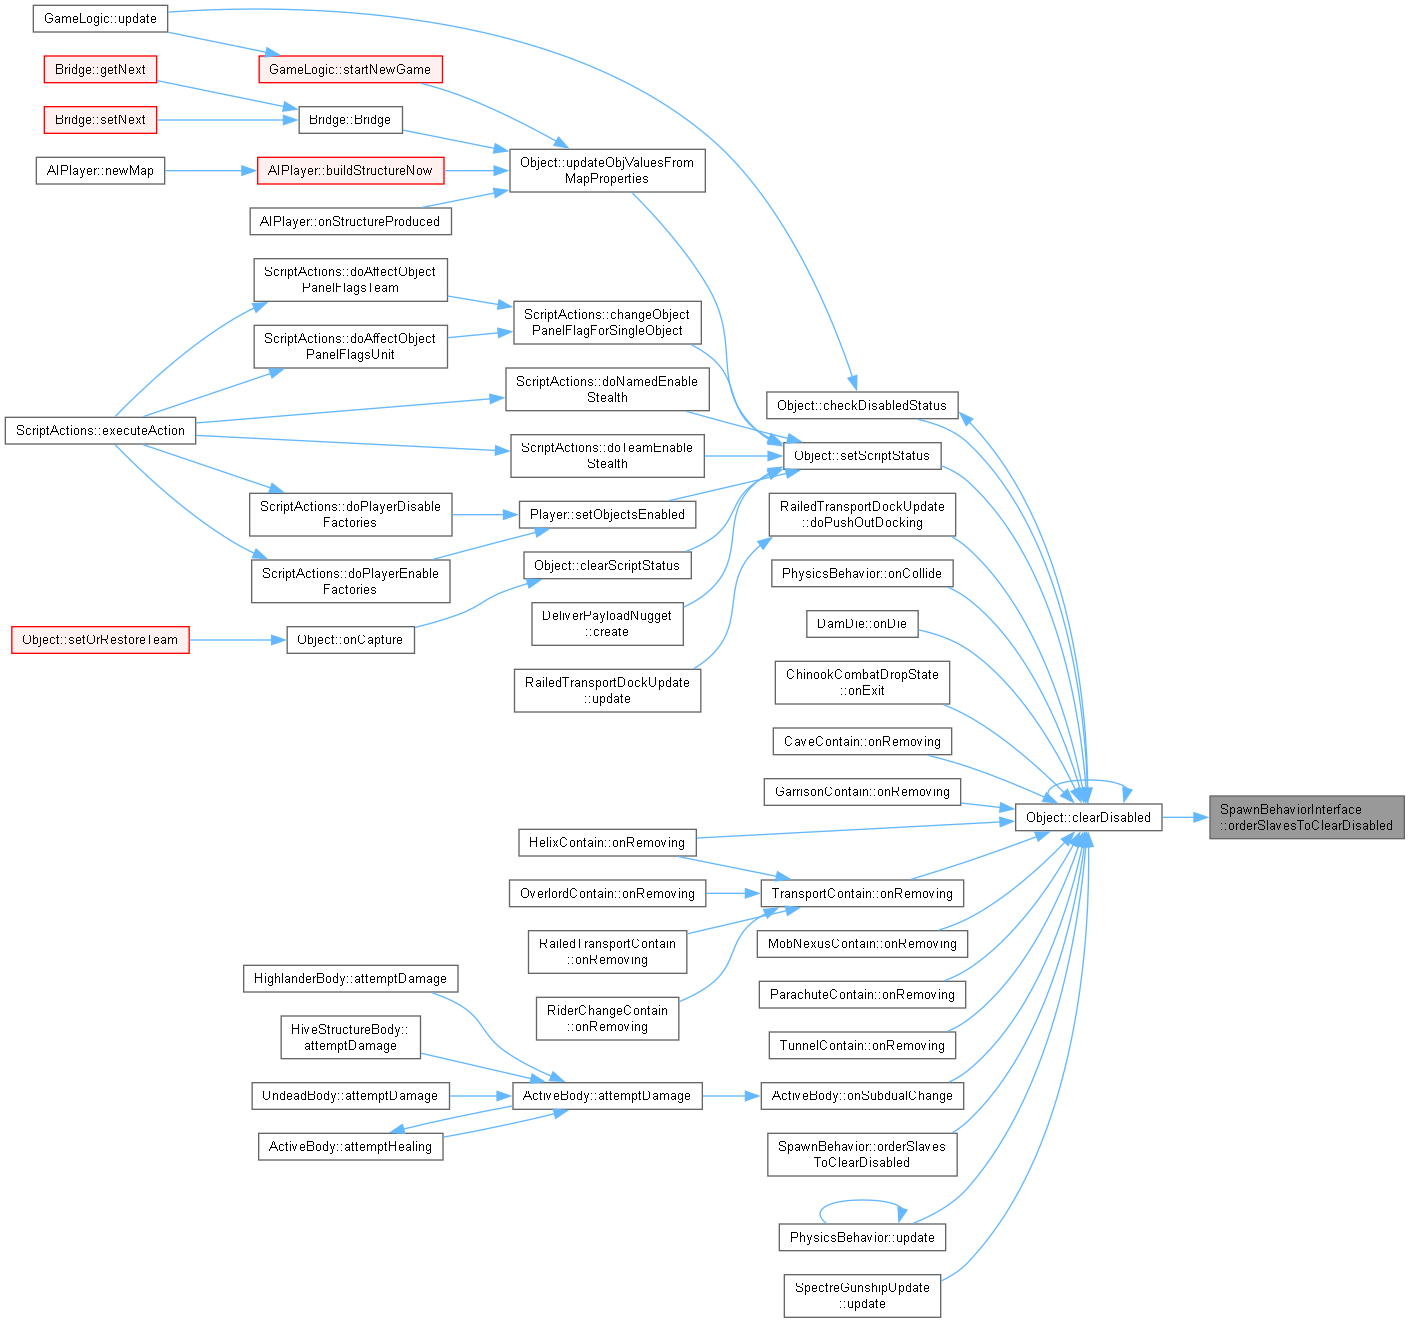 GameLogic::update
GameLogic::startNewGame
Bridge::getNext
Bridge::setNext
Bridge::Bridge
AIPlayer::newMap
AIPlayer::buildStructureNow
Object::updateObjValuesFrom
MapProperties
AIPlayer::onStructureProduced
ScriptActions::doAffectObject
PanelFlagsTeam
ScriptActions::changeObject
PanelFlagForSingleObject
ScriptActions::doAffectObject
PanelFlagsUnit
ScriptActions::doNamedEnable
Stealth
Object::checkDisabledStatus
ScriptActions::executeAction
ScriptActions::doTeamEnable
Stealth
Object::setScriptStatus
ScriptActions::doPlayerDisable
Factories
Player::setObjectsEnabled
RailedTransportDockUpdate
::doPushOutDocking
Object::clearScriptStatus
PhysicsBehavior::onCollide
ScriptActions::doPlayerEnable
Factories
DeliverPayloadNugget
::create
DamDie::onDie
Object::setOrRestoreTeam
Object::onCapture
RailedTransportDockUpdate
::update
ChinookCombatDropState
::onExit
CaveContain::onRemoving
GarrisonContain::onRemoving
Object::clearDisabled
SpawnBehaviorInterface
::orderSlavesToClearDisabled
HelixContain::onRemoving
OverlordContain::onRemoving
TransportContain::onRemoving
RailedTransportContain
::onRemoving
MobNexusContain::onRemoving
HighlanderBody::attemptDamage
ParachuteContain::onRemoving
RiderChangeContain
::onRemoving
HiveStructureBody::
attemptDamage
TunnelContain::onRemoving
UndeadBody::attemptDamage
ActiveBody::attemptDamage
ActiveBody::onSubdualChange
ActiveBody::attemptHealing
SpawnBehavior::orderSlaves
ToClearDisabled
PhysicsBehavior::update
SpectreGunshipUpdate
::update